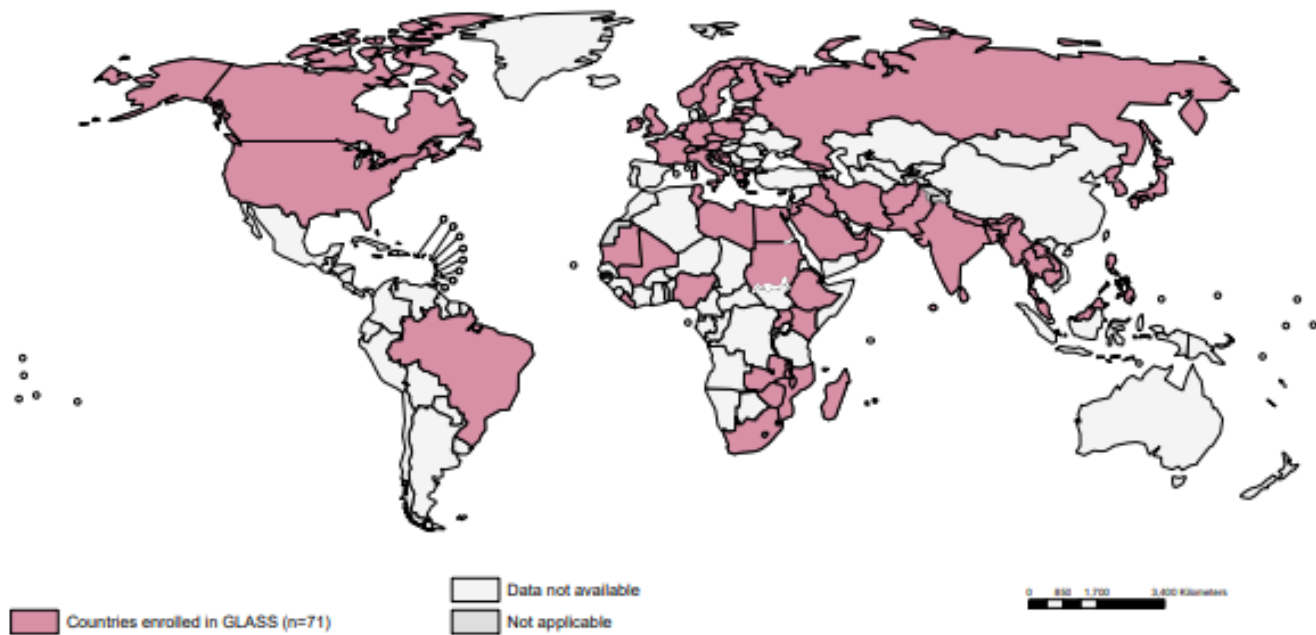 Data not available
Countries enrolled in GLASS (n=71)
Not applicable
0 850 1,700 3,400 Kilometers